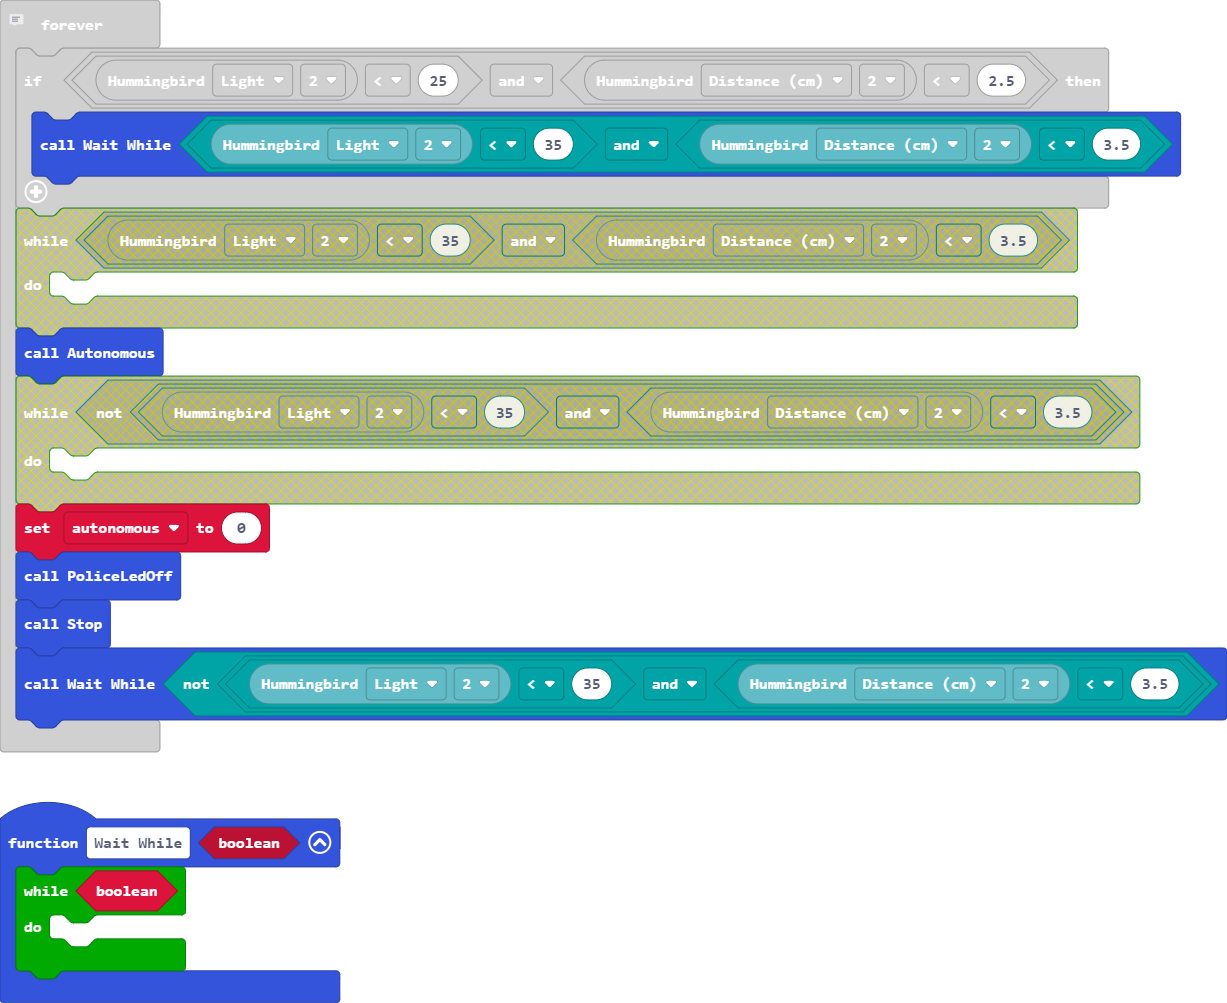 forever
if Hummingbird Light 2 < 25 and Hummingbird Distance (cm) 2 < 2.5 then
call Wait While Hummingbird Light 2 < 35 and Hummingbird Distance (cm) 2 < 3.5
while Hummingbird Light 2 < 35 and Hummingbird Distance (cm) 2 < 3.5
do
call Autonomous
while not Hummingbird Light 2 < 35 and Hummingbird Distance (cm) 2 < 3.5
do
set autonomous to 0
call PoliceLedOff
call Stop
call Wait While not Hummingbird Light 2 < 35 and Hummingbird Distance (cm) 2 < 3.5
function Wait While boolean
while boolean
do